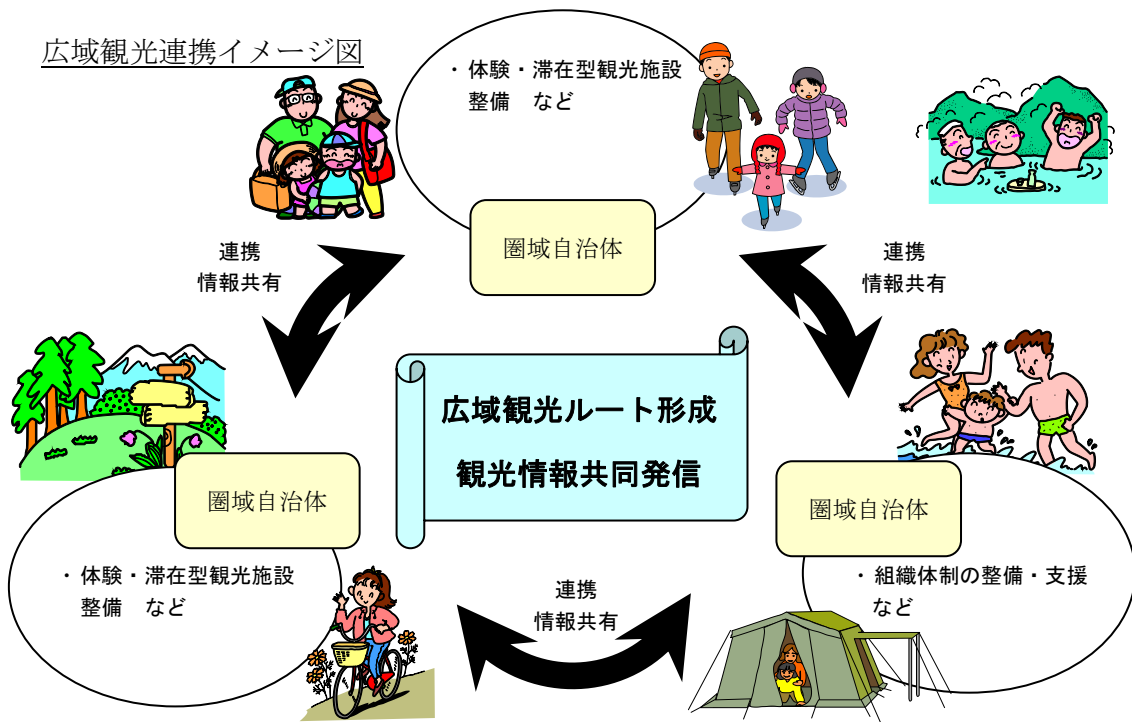 広域観光連携イメージ図
・体験・滞在型観光施設
整備　など
圏域自治体
連携
情報共有
連携
情報共有
広域観光ルート形成
観光情報共同発信
圏域自治体
・体験・滞在型観光施設
整備　など
圏域自治体
・組織体制の整備・支援
など
連携
情報共有